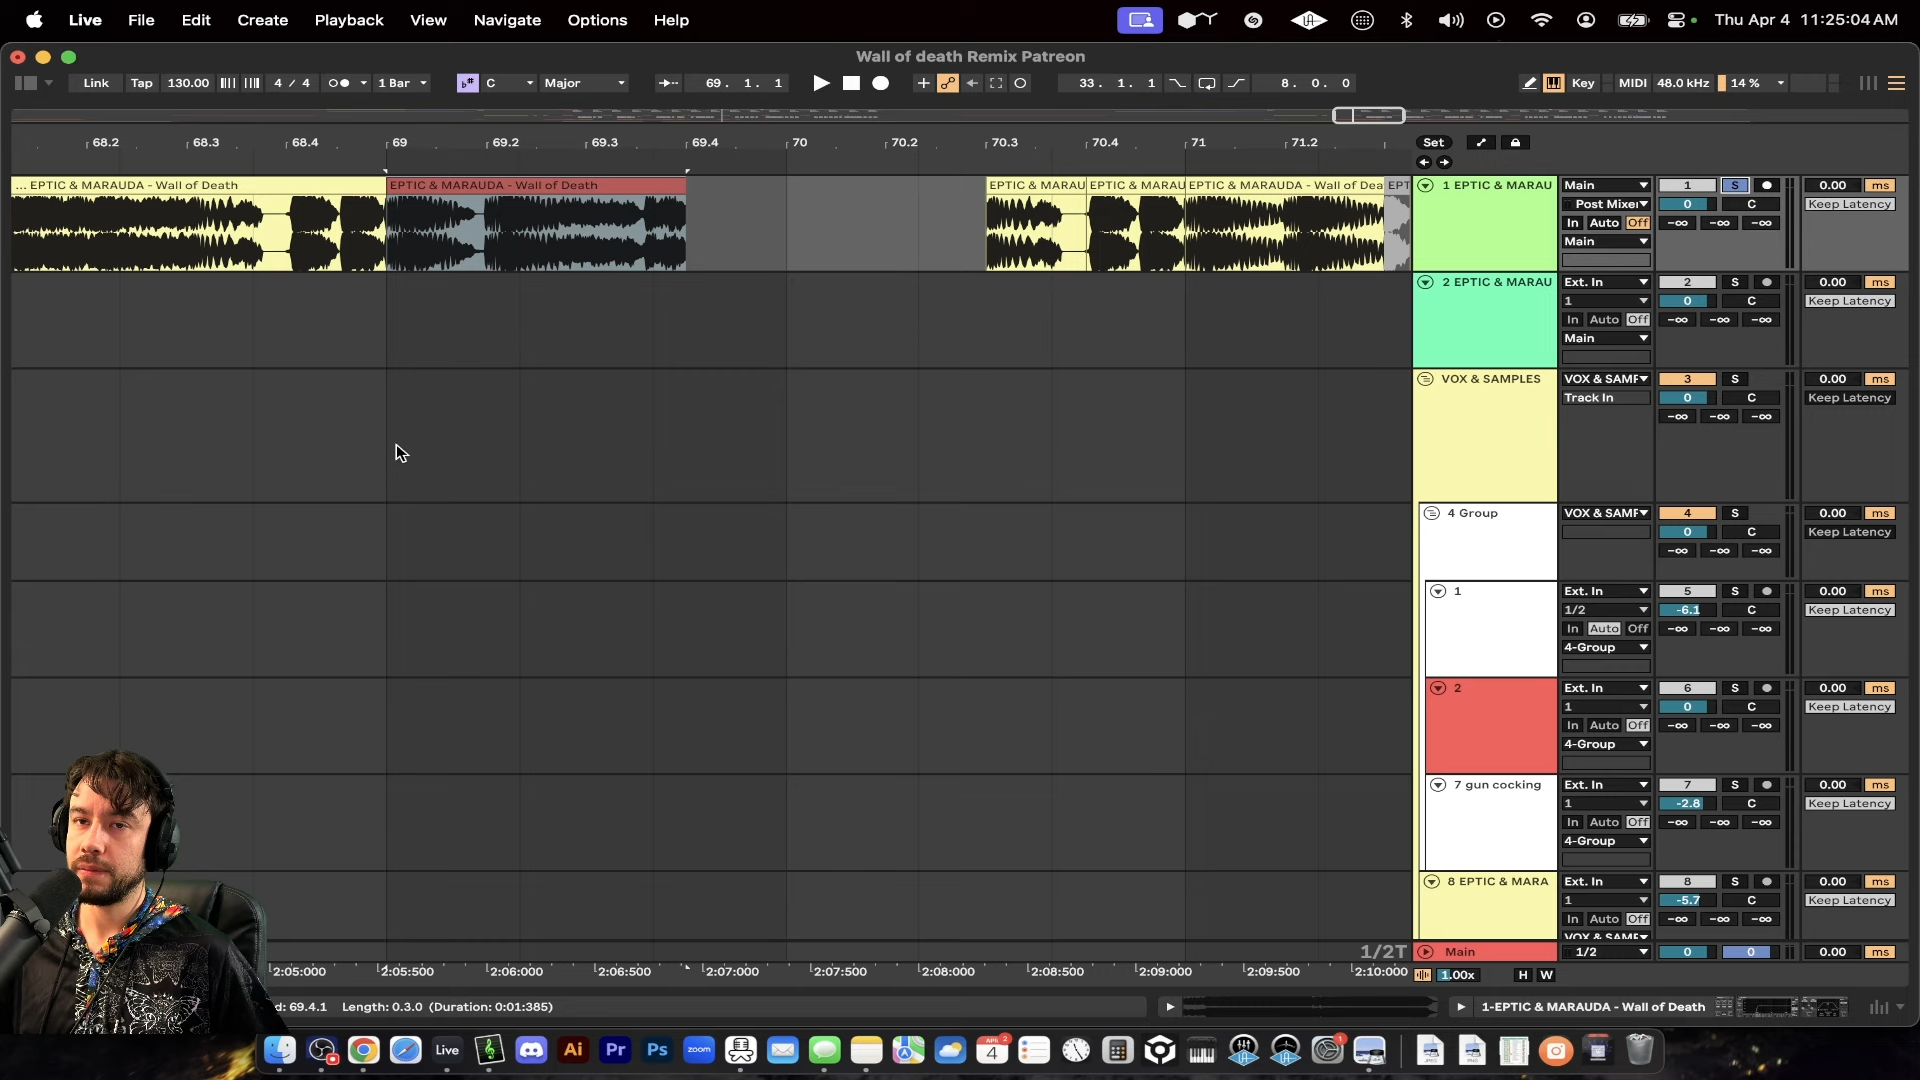 Live File Edit Create Playback View Navigate Options Help Thu Apr 4 11:25:04 AM
Wall of death Remix Patreon
Link Tap 130.00 4 / 4 1 Bar C Major 69. 1. 1 33. 1. 1 8. 0. 0 Key MIDI 48.0 kHz 14 %
68.2 68.3 68.4 69 69.2 69.3 69.4 70 70.2 70.3 70.4 71 71.2 Set
... EPTIC & MARAUDA - Wall of Death EPTIC & MARAUDA - Wall of Death EPTIC & MARAU EPTIC & MARAU EPTIC & MARAUDA - Wall of Dea EPT 1 EPTIC & MARAU Main 1 S 0.00 ms
Post Mixer 0 C Keep Latency
In Auto Off -∞ -∞ -∞
Main
2 EPTIC & MARAU Ext. In 2 S 0.00 ms
1 0 C Keep Latency
In Auto Off -∞ -∞ -∞
Main
VOX & SAMPLES VOX & SAMF 3 S 0.00 ms
Track In 0 C Keep Latency
-∞ -∞ -∞
4 Group VOX & SAMF 4 S 0.00 ms
0 C Keep Latency
-∞ -∞ -∞
1 Ext. In 5 S 0.00 ms
1/2 -6.1 C Keep Latency
In Auto Off -∞ -∞ -∞
4-Group
2 Ext. In 6 S 0.00 ms
1 0 C Keep Latency
In Auto Off -∞ -∞ -∞
4-Group
7 gun cocking Ext. In 7 S 0.00 ms
1 -2.8 C Keep Latency
In Auto Off -∞ -∞ -∞
4-Group
8 EPTIC & MARA Ext. In 8 S 0.00 ms
1 -5.7 C Keep Latency
In Auto Off -∞ -∞ -∞
VOX & SAMF
1/2T Main 1/2 0 0 0.00 ms
2:05:000 2:05:500 2:06:000 2:06:500 2:07:000 2:07:500 2:08:000 2:08:500 2:09:000 2:09:500 2:10:000 1.00x H W
d: 69.4.1 Length: 0.3.0 (Duration: 0:01:385) 1-EPTIC & MARAUDA - Wall of Death
Live Ai Pr Ps zoom APR 4 2 1